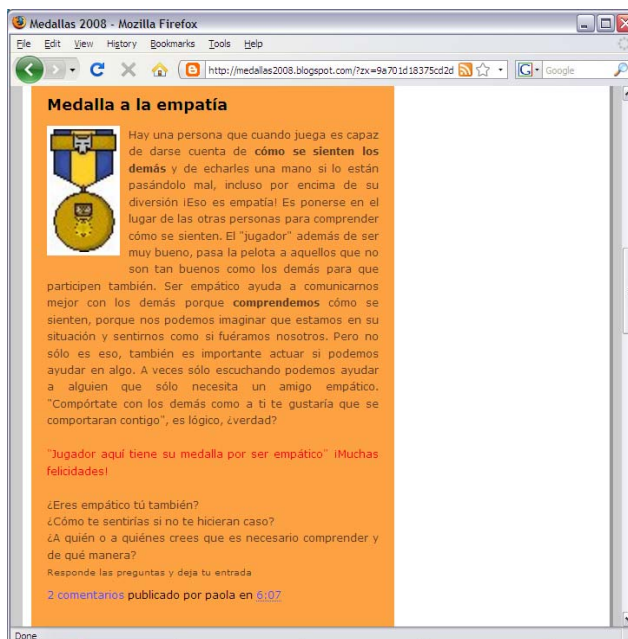 Medallas 2008 - Mozilla Firefox
File Edit View History Bookmarks Tools Help
http://medallas2008.blogspot.com/?zx=9a701d18375cd2d
Google
Medalla a la empatía
Hay una persona que cuando juega es capaz
de darse cuenta de cómo se sienten los
demás y de echarles una mano si lo están
pasándolo mal, incluso por encima de su
diversión ¡Eso es empatía! Es ponerse en el
lugar de las otras personas para comprender
cómo se sienten. El "jugador" además de ser
muy bueno, pasa la pelota a aquellos que no
son tan buenos como los demás para que
participen también. Ser empático ayuda a comunicarnos
mejor con los demás porque comprendemos cómo se
sienten, porque nos podemos imaginar que estamos en su
situación y sentirnos como si fuéramos nosotros. Pero no
sólo es eso, también es importante actuar si podemos
ayudar en algo. A veces sólo escuchando podemos ayudar
a alguien que sólo necesita un amigo empático.
"Compórtate con los demás como a ti te gustaría que se
comportaran contigo", es lógico, ¿verdad?
"Jugador aquí tiene su medalla por ser empático" ¡Muchas
felicidades!
¿Eres empático tú también?
¿Cómo te sentirías si no te hicieran caso?
¿A quién o a quiénes crees que es necesario comprender y
de qué manera?
Responde las preguntas y deja tu entrada
2 comentarios publicado por paola en 6:07
Done